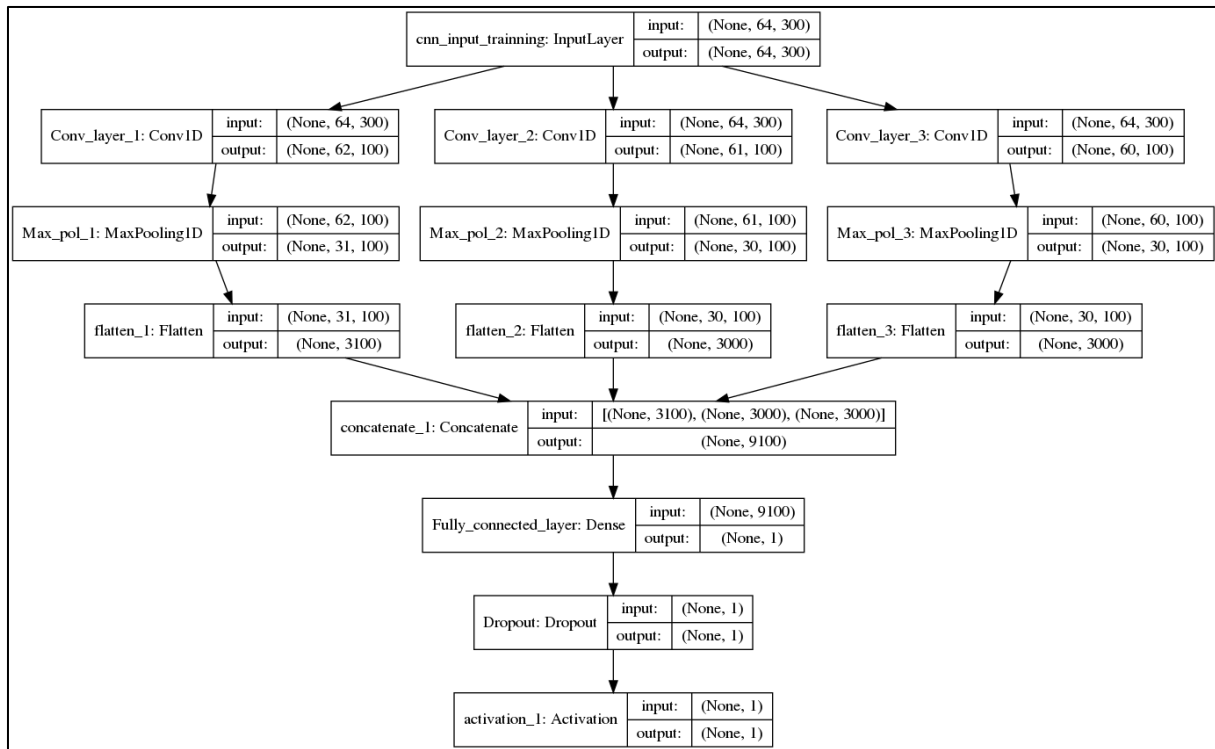 cnn_input_trainning: InputLayer
input: (None, 64, 300)
output: (None, 64, 300)
Conv_layer_1: Conv1D
input: (None, 64, 300)
output: (None, 62, 100)
Conv_layer_2: Conv1D
input: (None, 64, 300)
output: (None, 61, 100)
Conv_layer_3: Conv1D
input: (None, 64, 300)
output: (None, 60, 100)
Max_pol_1: MaxPooling1D
input: (None, 62, 100)
output: (None, 31, 100)
Max_pol_2: MaxPooling1D
input: (None, 61, 100)
output: (None, 30, 100)
Max_pol_3: MaxPooling1D
input: (None, 60, 100)
output: (None, 30, 100)
flatten_1: Flatten
input: (None, 31, 100)
output: (None, 3100)
flatten_2: Flatten
input: (None, 30, 100)
output: (None, 3000)
flatten_3: Flatten
input: (None, 30, 100)
output: (None, 3000)
concatenate_1: Concatenate
input: [(None, 3100), (None, 3000), (None, 3000)]
output: (None, 9100)
Fully_connected_layer: Dense
input: (None, 9100)
output: (None, 1)
Dropout: Dropout
input: (None, 1)
output: (None, 1)
activation_1: Activation
input: (None, 1)
output: (None, 1)